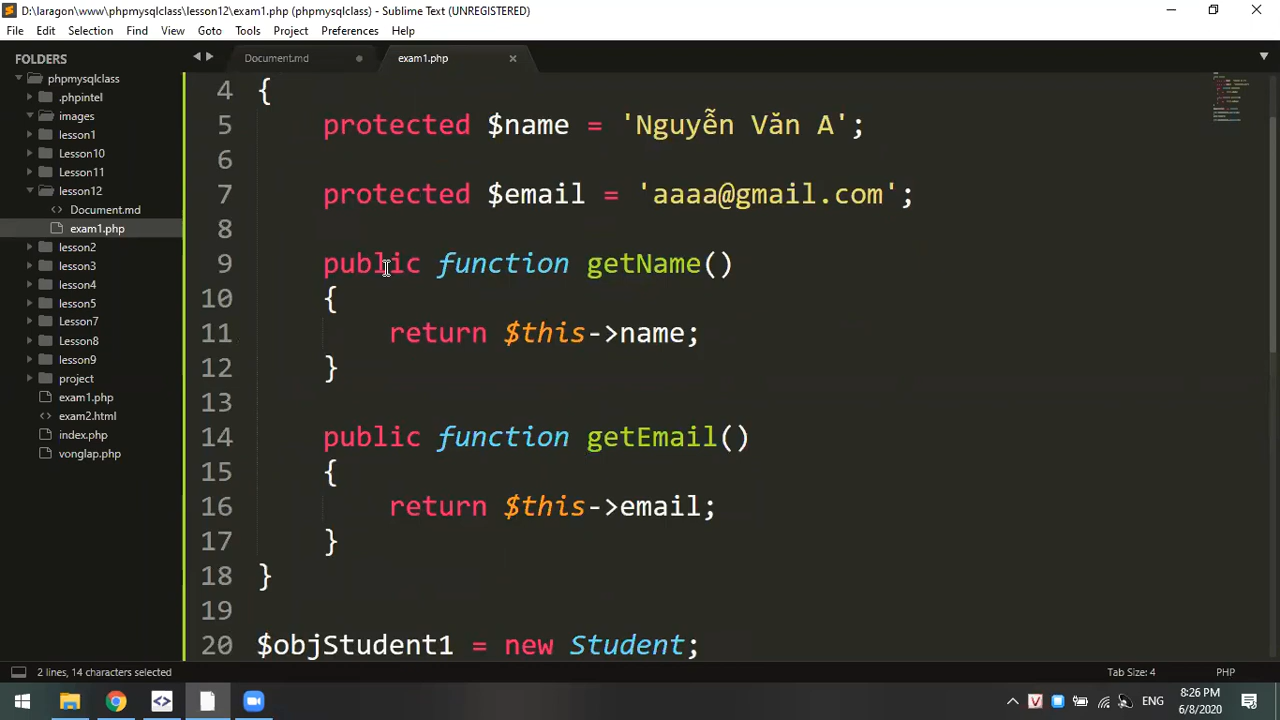 D:\laragon\www\phpmysqlclass\lesson12\exam1.php (phpmysqlclass) - Sublime Text (UNREGISTERED)
File Edit Selection Find View Goto Tools Project Preferences Help
FOLDERS
phpmysqlclass
.phpintel
images
lesson1
Lesson10
Lesson11
lesson12
Document.md
exam1.php
lesson2
lesson3
lesson4
lesson5
Lesson7
Lesson8
lesson9
project
exam1.php
exam2.html
index.php
vonglap.php
Document.md
exam1.php
4 {
5 protected $name = 'Nguyễn Văn A';
6
7 protected $email = 'aaaa@gmail.com';
8
9 public function getName()
10 {
11 return $this->name;
12 }
13
14 public function getEmail()
15 {
16 return $this->email;
17 }
18 }
19
20 $objStudent1 = new Student;
2 lines, 14 characters selected
Tab Size: 4
PHP
ENG
8:26 PM
6/8/2020